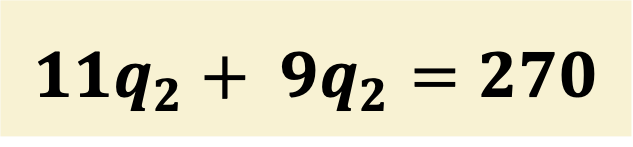 11q₂ + 9q₂ = 270